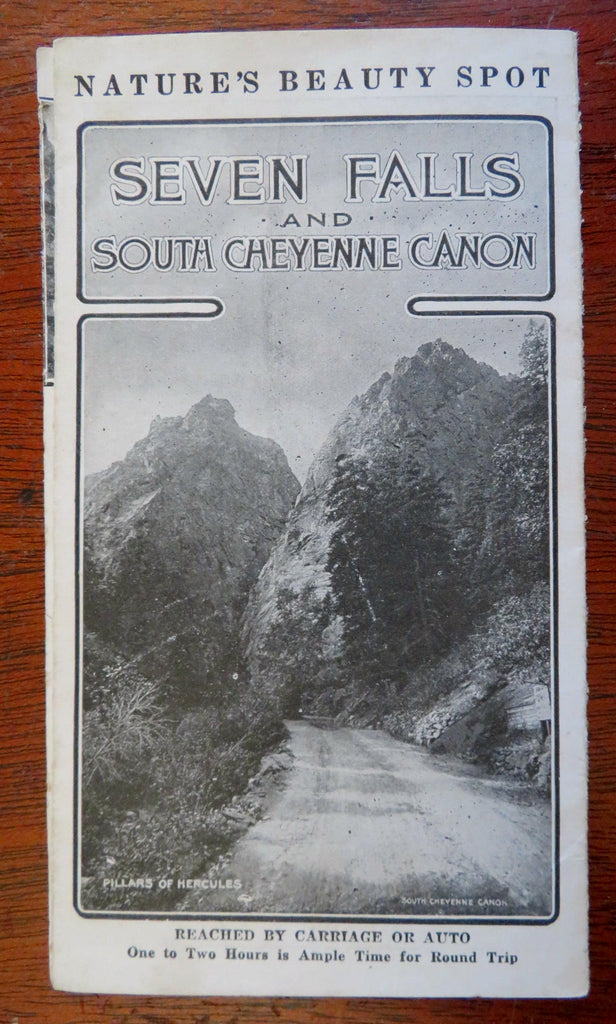 NATURE'S BEAUTY SPOT
SEVEN FALLS
· AND ·
SOUTH CHEYENNE CANON
PILLARS OF HERCULES
SOUTH CHEYENNE CANON
REACHED BY CARRIAGE OR AUTO
One to Two Hours is Ample Time for Round Trip